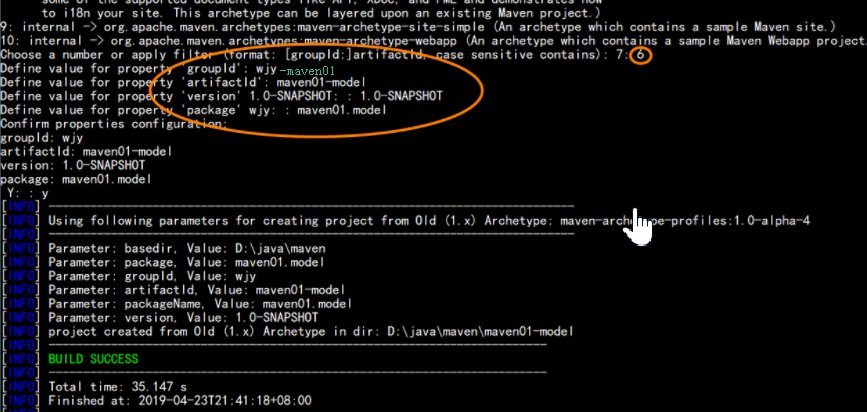 some of the supported document types like APT, XDOC, and FML and demonstrates how
to i18n your site. This archetype can be layered upon an existing Maven project.)
9: internal -> org.apache.maven.archetypes:maven-archetype-site-simple (An archetype which contains a sample Maven site.)
10: internal -> org.apache.maven.archetypes:maven-archetype-webapp (An archetype which contains a sample Maven Webapp project.
Choose a number or apply filter (format: [groupId:]artifactId, case sensitive contains): 7: 6
Define value for property 'groupId': wjy-maven01
Define value for property 'artifactId': maven01-model
Define value for property 'version' 1.0-SNAPSHOT: : 1.0-SNAPSHOT
Define value for property 'package' wjy: : maven01.model
Confirm properties configuration:
groupId: wjy
artifactId: maven01-model
version: 1.0-SNAPSHOT
package: maven01.model
Y: : y
[INFO] ----------------------------------------------------------------------------
[INFO] Using following parameters for creating project from Old (1.x) Archetype: maven-archetype-profiles:1.0-alpha-4
[INFO] ----------------------------------------------------------------------------
[INFO] Parameter: basedir, Value: D:\java\maven
[INFO] Parameter: package, Value: maven01.model
[INFO] Parameter: groupId, Value: wjy
[INFO] Parameter: artifactId, Value: maven01-model
[INFO] Parameter: packageName, Value: maven01.model
[INFO] Parameter: version, Value: 1.0-SNAPSHOT
[INFO] project created from Old (1.x) Archetype in dir: D:\java\maven\maven01-model
[INFO] ------------------------------------------------------------------------
[INFO] BUILD SUCCESS
[INFO] ------------------------------------------------------------------------
[INFO] Total time: 35.147 s
[INFO] Finished at: 2019-04-23T21:41:18+08:00